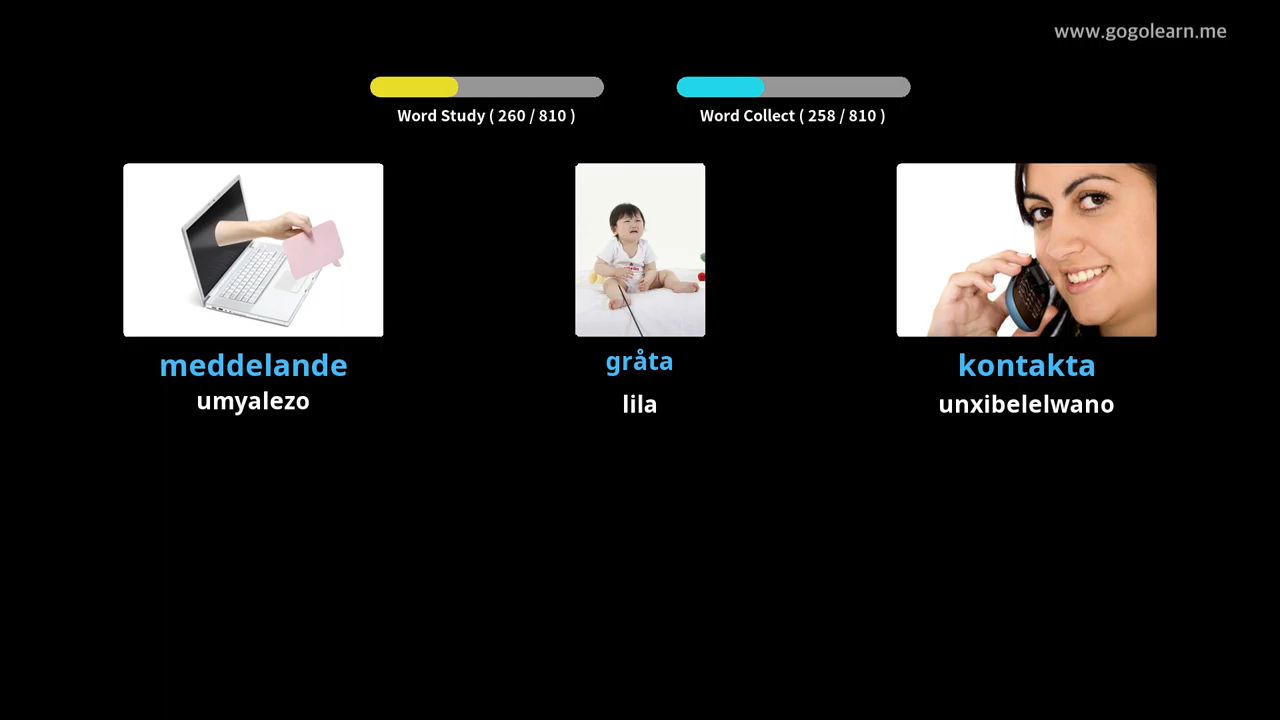 www.gogolearn.me
Word Study ( 260 / 810 )
Word Collect ( 258 / 810 )
meddelande
umyalezo
gråta
lila
kontakta
unxibelelwano